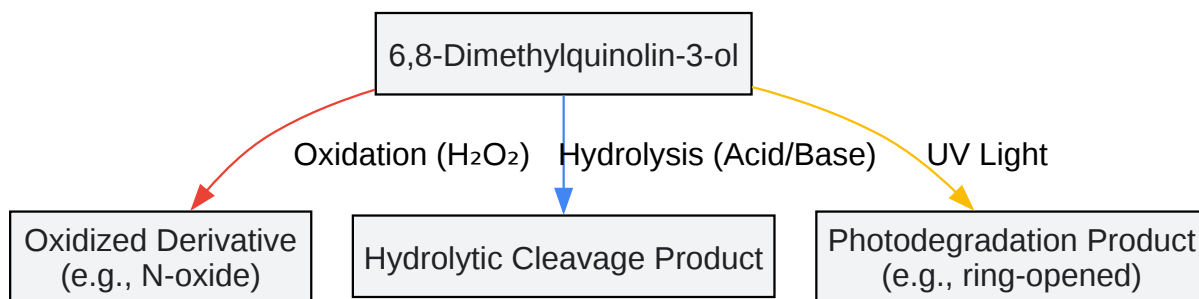 6,8-Dimethylquinolin-3-ol
Oxidation (H₂O₂)
Hydrolysis (Acid/Base)
UV Light
Oxidized Derivative
(e.g., N-oxide)
Hydrolytic Cleavage Product
Photodegradation Product
(e.g., ring-opened)